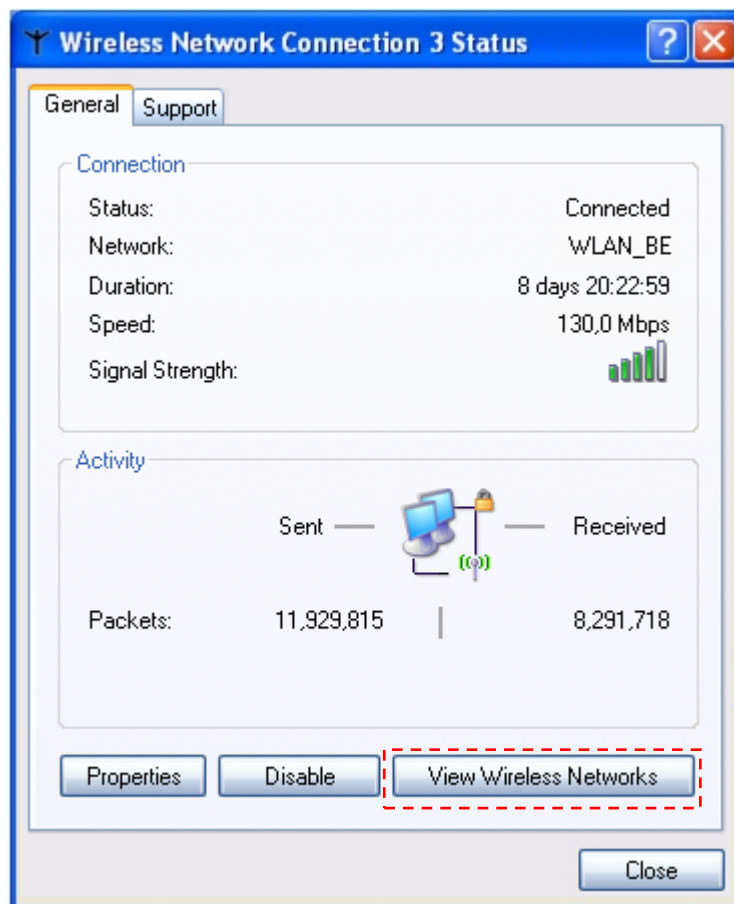 Wireless Network Connection 3 Status
General Support
Connection
Status: Connected
Network: WLAN_BE
Duration: 8 days 20:22:59
Speed: 130,0 Mbps
Signal Strength:
Activity
Sent Received
Packets: 11,929,815 8,291,718
Properties Disable View Wireless Networks
Close